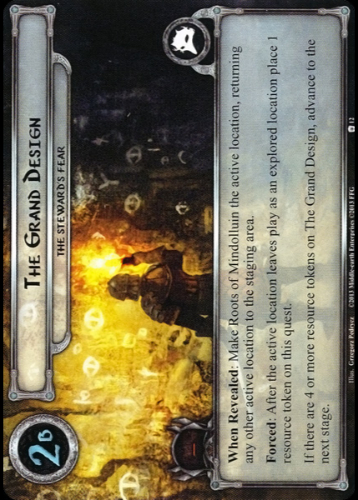 2B
THE GRAND DESIGN
THE STEWARD'S FEAR
When Revealed: Make Roots of Mindolluin the active location, returning
any other active location to the staging area.
Forced: After the active location leaves play as an explored location place 1
resource token on this quest.
If there are 4 or more resource tokens on The Grand Design, advance to
the next stage.
Illus. Grzegorz Pedrycz ©2013 Middle-earth Enterprises ©2013 FFG 12